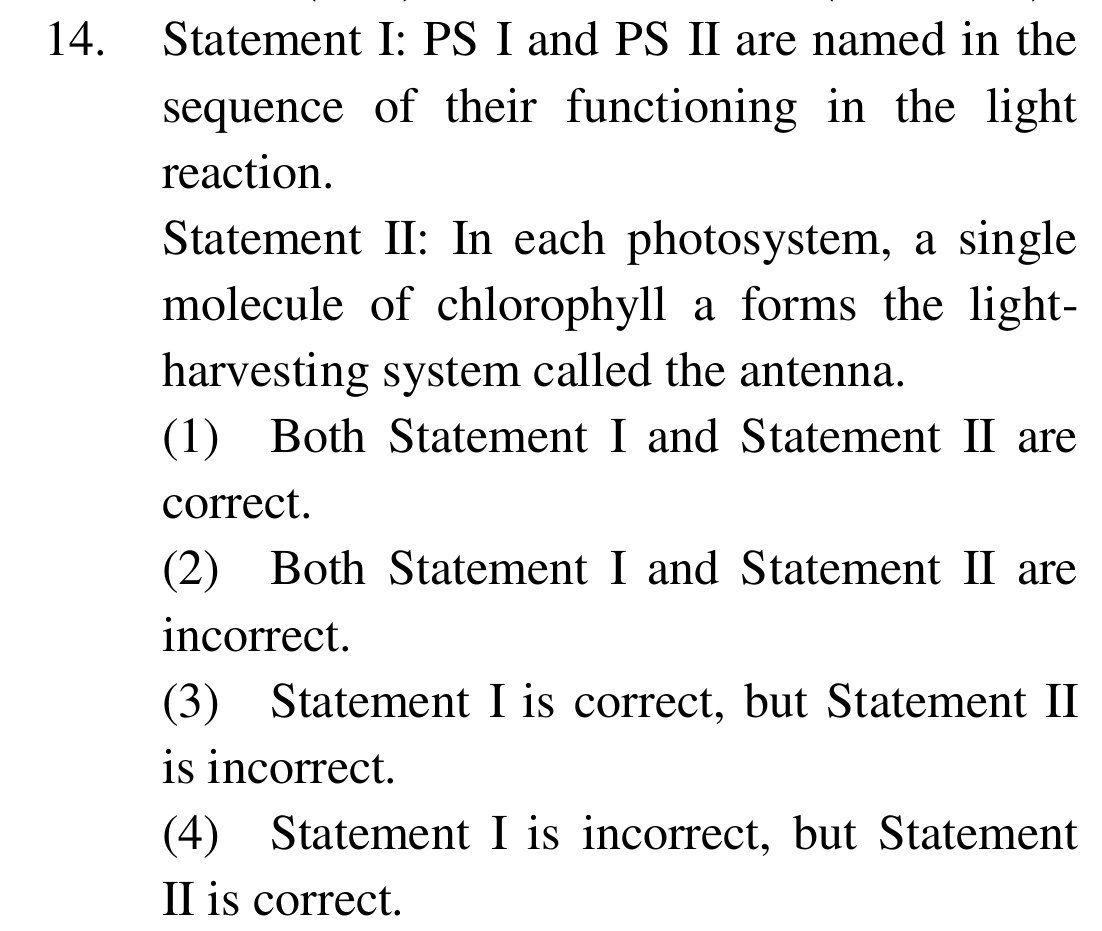 14. Statement I: PS I and PS II are named in the
sequence of their functioning in the light
reaction.
Statement II: In each photosystem, a single
molecule of chlorophyll a forms the light-
harvesting system called the antenna.
(1) Both Statement I and Statement II are
correct.
(2) Both Statement I and Statement II are
incorrect.
(3) Statement I is correct, but Statement II
is incorrect.
(4) Statement I is incorrect, but Statement
II is correct.